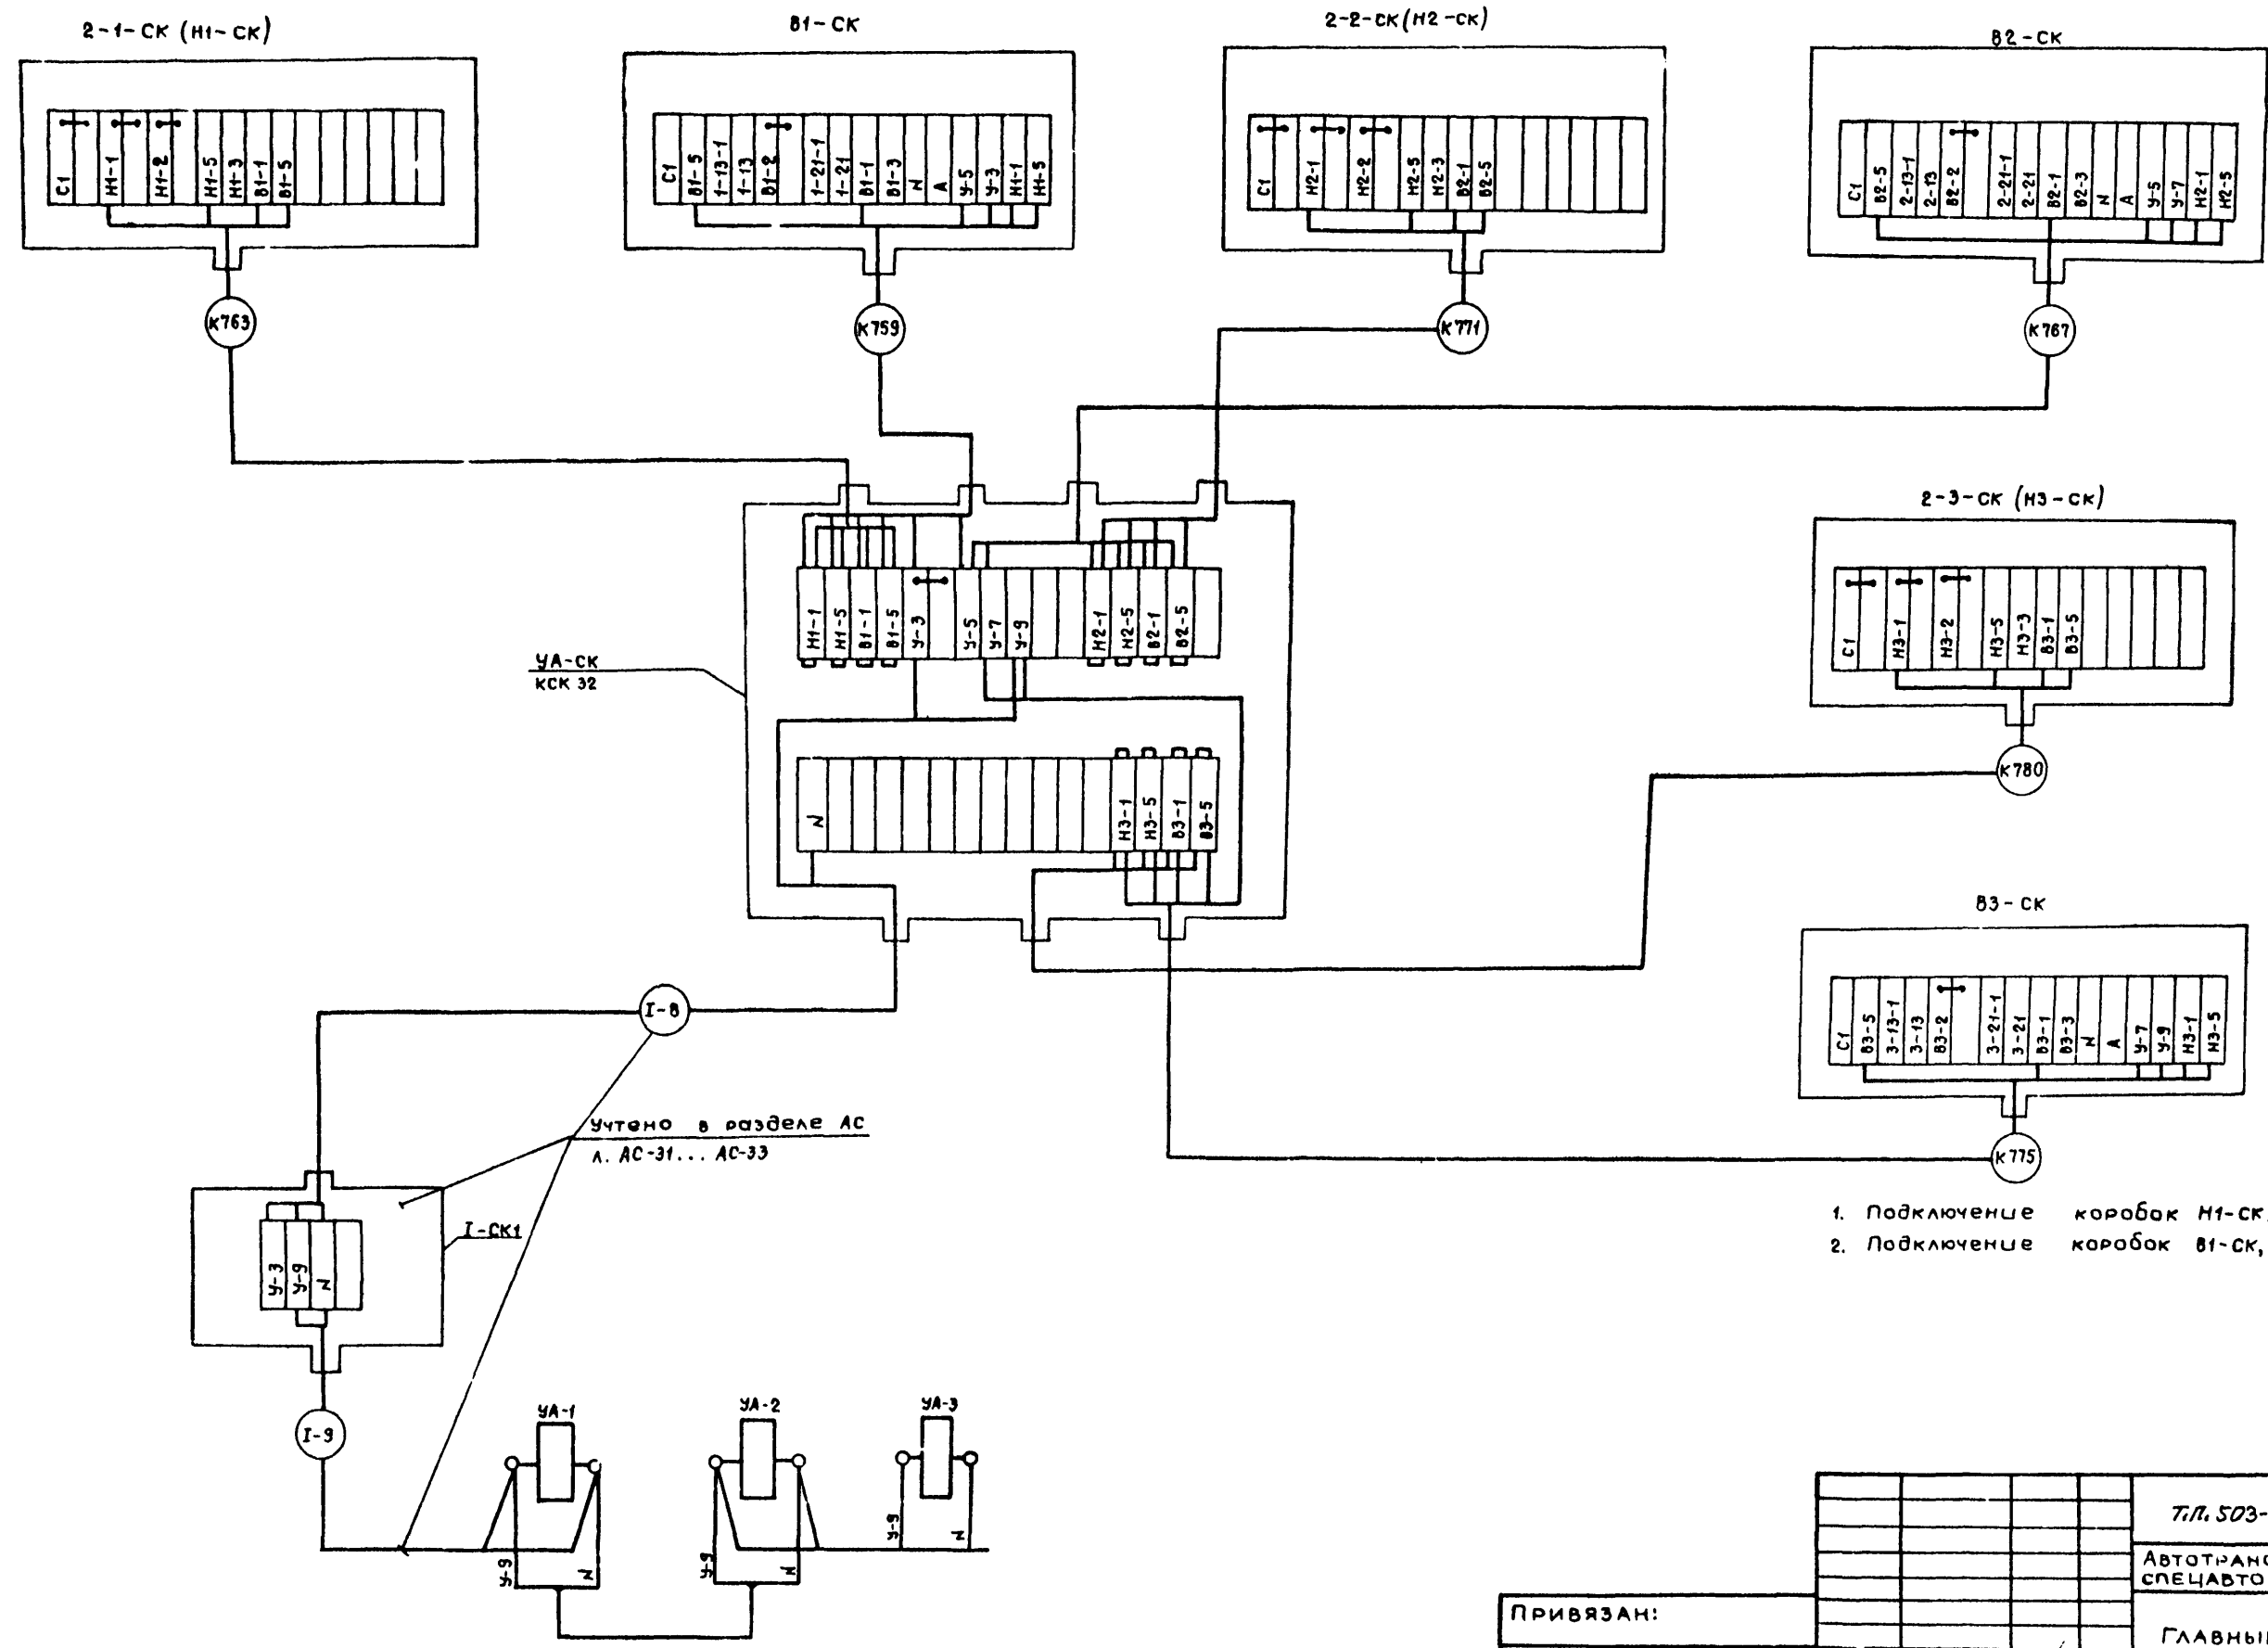 2-1-СК (Н1-СК)
В1-СК
2-2-СК (Н2-СК)
В2-СК
С1
Н1-1
Н1-2
Н1-5
Н1-3
В1-1
В1-5
С1
В1-5
1-13-1
1-13
В1-2
1-21-1
1-21
В1-1
В1-3
N
А
У-5
У-3
Н1-1
Н1-5
С1
Н2-1
Н2-2
Н2-5
Н2-3
В2-1
В2-5
С1
В2-5
2-13-1
2-13
В2-2
2-21-1
2-21
В2-1
В2-3
N
А
У-5
У-7
Н2-1
Н2-5
К763
К759
К771
К767
2-3-СК (Н3-СК)
Н1-1
Н1-5
В1-1
В1-5
У-3
У-5
У-7
У-9
Н2-1
Н2-5
В2-1
В2-5
С1
Н3-1
Н3-2
Н3-5
Н3-3
В3-1
В3-5
УА-СК
КСК 32
К780
N
Н3-1
Н3-5
В3-1
В3-5
В3-СК
С1
В3-5
3-13-1
3-13
В3-2
3-21-1
3-21
В3-1
В3-3
N
А
У-7
У-9
Н3-1
Н3-5
I-8
Учтено в разделе АС
л. АС-31... АС-33
К775
1. Подключение коробок Н1-СК
2. Подключение коробок В1-СК,
I-СК1
У-3
У-9
N
I-9
УА-1
УА-2
УА-3
У-9
N
У-9
N
У-9
N
Т.П. 503-
АВТОТРАНС
СПЕЦАВТО
ПРИВЯЗАН:
ГЛАВНЫ